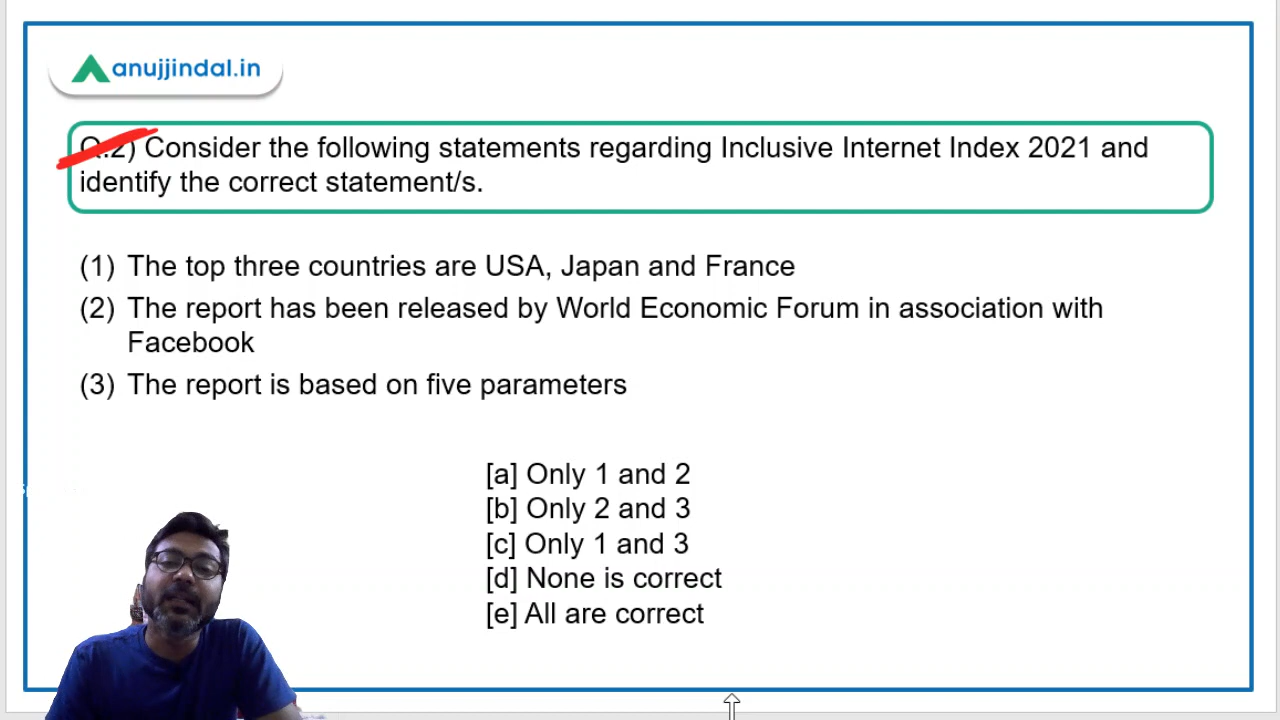 anujjindal.in
Q.2) Consider the following statements regarding Inclusive Internet Index 2021 and
identify the correct statement/s.
(1) The top three countries are USA, Japan and France
(2) The report has been released by World Economic Forum in association with
Facebook
(3) The report is based on five parameters
[a] Only 1 and 2
[b] Only 2 and 3
[c] Only 1 and 3
[d] None is correct
[e] All are correct